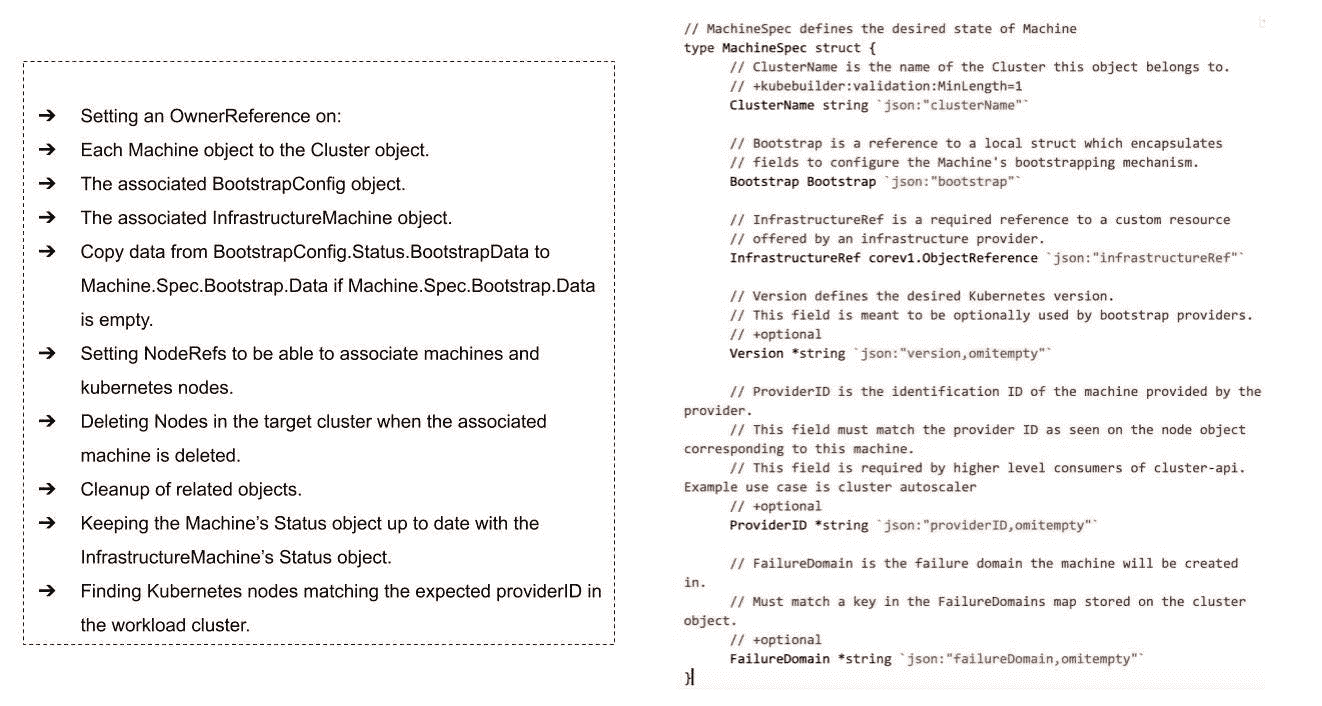 ➔ Setting an OwnerReference on:
➔ Each Machine object to the Cluster object.
➔ The associated BootstrapConfig object.
➔ The associated InfrastructureMachine object.
➔ Copy data from BootstrapConfig.Status.BootstrapData to
Machine.Spec.Bootstrap.Data if Machine.Spec.Bootstrap.Data
is empty.
➔ Setting NodeRefs to be able to associate machines and
kubernetes nodes.
➔ Deleting Nodes in the target cluster when the associated
machine is deleted.
➔ Cleanup of related objects.
➔ Keeping the Machine’s Status object up to date with the
InfrastructureMachine’s Status object.
➔ Finding Kubernetes nodes matching the expected providerID in
the workload cluster.
// MachineSpec defines the desired state of Machine
type MachineSpec struct {
// ClusterName is the name of the Cluster this object belongs to.
// +kubebuilder:validation:MinLength=1
ClusterName string `json:"clusterName"`
// Bootstrap is a reference to a local struct which encapsulates
// fields to configure the Machine's bootstrapping mechanism.
Bootstrap Bootstrap `json:"bootstrap"`
// InfrastructureRef is a required reference to a custom resource
// offered by an infrastructure provider.
InfrastructureRef corev1.ObjectReference `json:"infrastructureRef"`
// Version defines the desired Kubernetes version.
// This field is meant to be optionally used by bootstrap providers.
// +optional
Version *string `json:"version,omitempty"`
// ProviderID is the identification ID of the machine provided by the
provider.
// This field must match the provider ID as seen on the node object
corresponding to this machine.
// This field is required by higher level consumers of cluster-api.
Example use case is cluster autoscaler
// +optional
ProviderID *string `json:"providerID,omitempty"`
// FailureDomain is the failure domain the machine will be created
in.
// Must match a key in the FailureDomains map stored on the cluster
object.
// +optional
FailureDomain *string `json:"failureDomain,omitempty"`
}